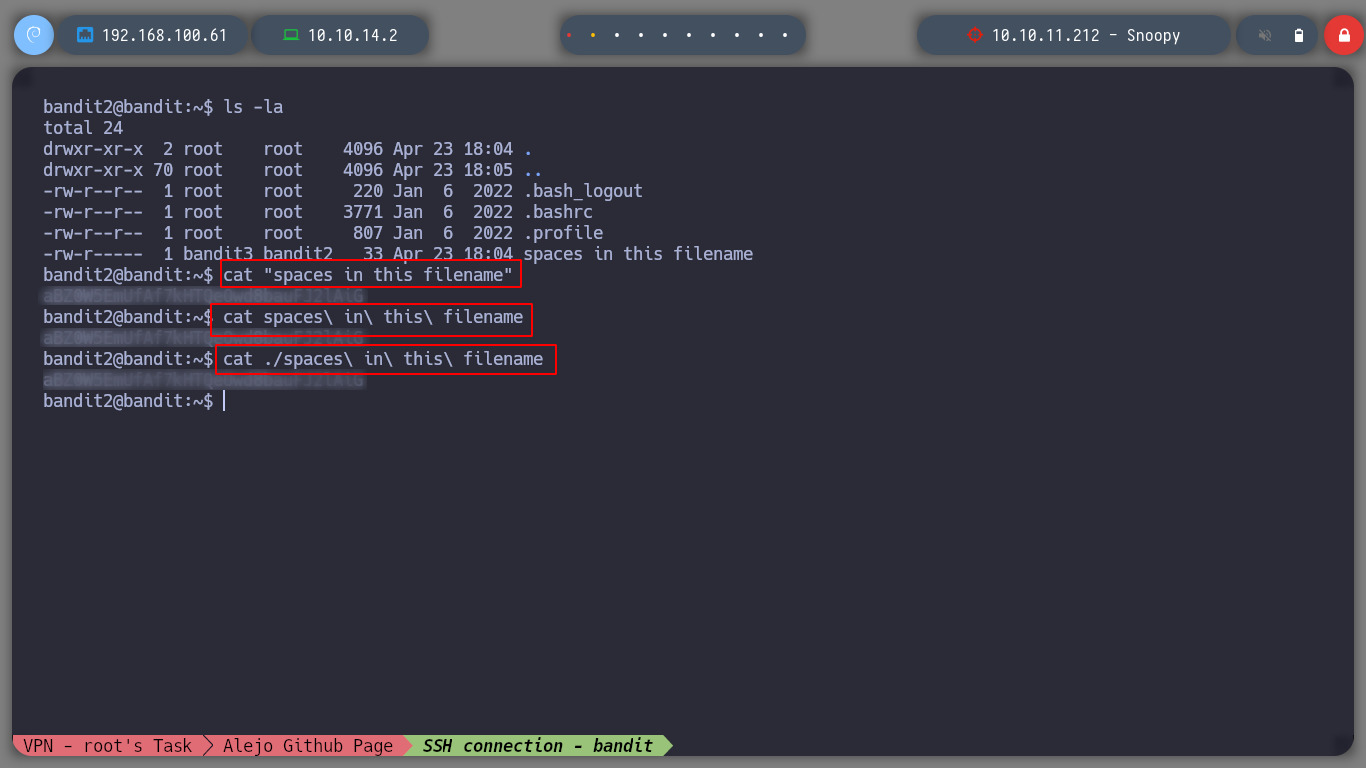 192.168.100.61
10.10.14.2
10.10.11.212 - Snoopy
bandit2@bandit:~$ ls -la
total 24
drwxr-xr-x  2 root    root    4096 Apr 23 18:04 .
drwxr-xr-x 70 root    root    4096 Apr 23 18:05 ..
-rw-r--r--  1 root    root     220 Jan  6  2022 .bash_logout
-rw-r--r--  1 root    root    3771 Jan  6  2022 .bashrc
-rw-r--r--  1 root    root     807 Jan  6  2022 .profile
-rw-r-----  1 bandit3 bandit2   33 Apr 23 18:04 spaces in this filename
bandit2@bandit:~$ cat "spaces in this filename"
bandit2@bandit:~$ cat spaces\ in\ this\ filename
bandit2@bandit:~$ cat ./spaces\ in\ this\ filename
bandit2@bandit:~$
VPN - root's Task
Alejo Github Page
SSH connection - bandit